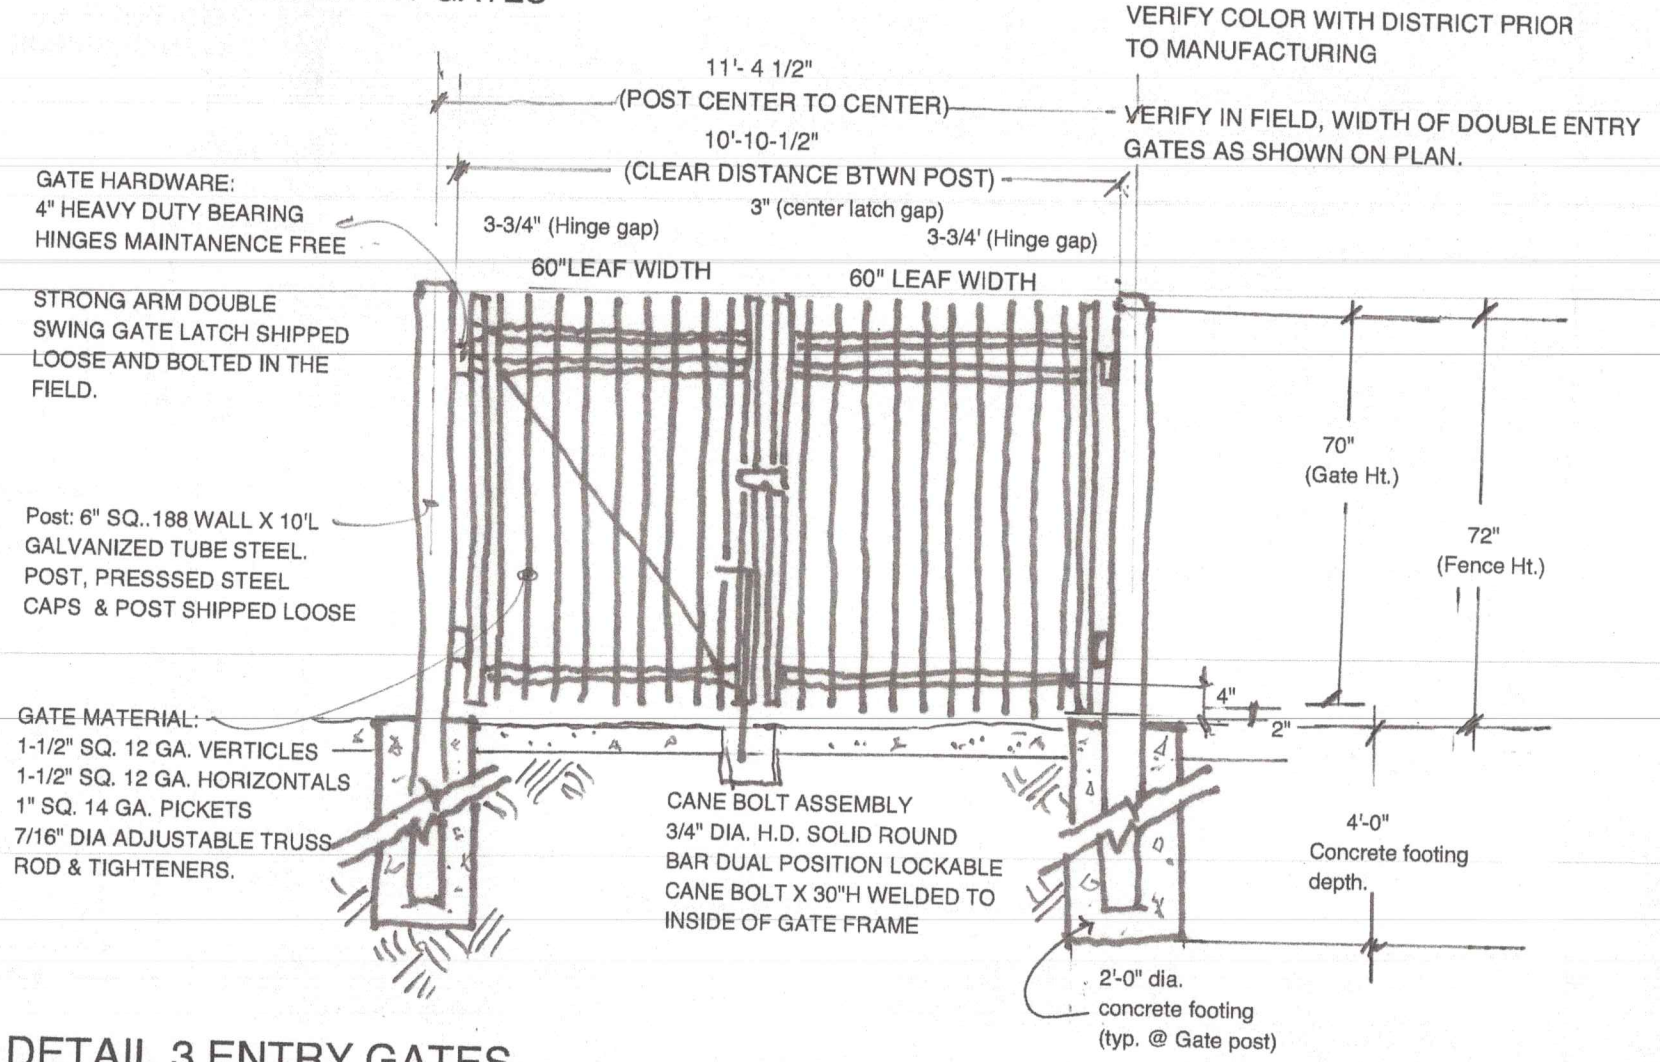 GATES
VERIFY COLOR WITH DISTRICT PRIOR
TO MANUFACTURING
11'- 4 1/2"
(POST CENTER TO CENTER)
VERIFY IN FIELD, WIDTH OF DOUBLE ENTRY
GATES AS SHOWN ON PLAN.
10'-10-1/2"
(CLEAR DISTANCE BTWN POST)
3" (center latch gap)
3-3/4" (Hinge gap)
3-3/4' (Hinge gap)
60"LEAF WIDTH
60" LEAF WIDTH
GATE HARDWARE:
4" HEAVY DUTY BEARING
HINGES MAINTANENCE FREE
STRONG ARM DOUBLE
SWING GATE LATCH SHIPPED
LOOSE AND BOLTED IN THE
FIELD.
70"
(Gate Ht.)
72"
(Fence Ht.)
Post: 6" SQ..188 WALL X 10'L
GALVANIZED TUBE STEEL.
POST, PRESSSED STEEL
CAPS & POST SHIPPED LOOSE
4"
2"
GATE MATERIAL:
1-1/2" SQ. 12 GA. VERTICLES
1-1/2" SQ. 12 GA. HORIZONTALS
1" SQ. 14 GA. PICKETS
7/16" DIA ADJUSTABLE TRUSS
ROD & TIGHTENERS.
CANE BOLT ASSEMBLY
3/4" DIA. H.D. SOLID ROUND
BAR DUAL POSITION LOCKABLE
CANE BOLT X 30"H WELDED TO
INSIDE OF GATE FRAME
4'-0"
Concrete footing
depth.
2'-0" dia.
concrete footing
(typ. @ Gate post)
DETAIL 3 ENTRY GATES